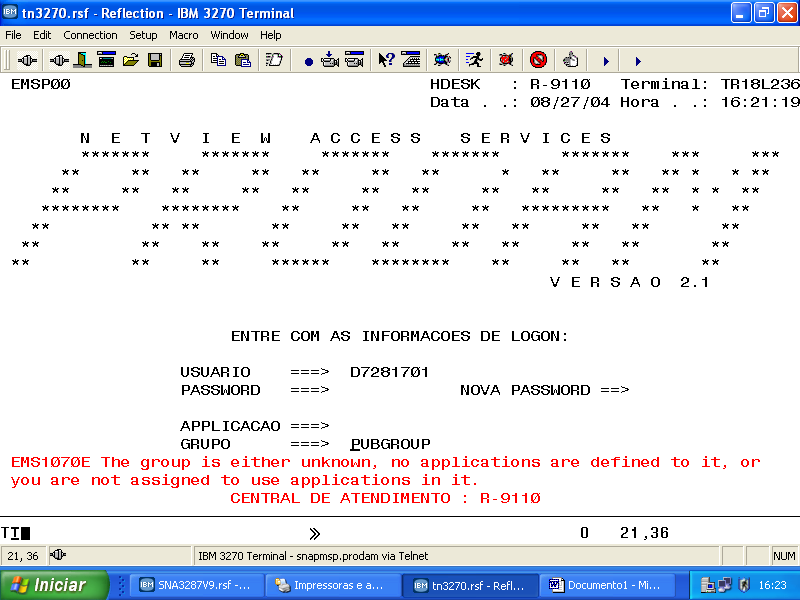 tn3270.rsf - Reflection - IBM 3270 Terminal
File Edit Connection Setup Macro Window Help
EMSP00 HDESK : R-9110 Terminal: TR18L236
Data . .: 08/27/04 Hora . .: 16:21:19
N E T V I E W A C C E S S S E R V I C E S
******* ******* ******* ******* ******* *** ***
** ** ** ** ** ** ** * ** ** ** * * **
** ** ** ** ** ** ** ** ** ** ** * * **
******** ******** ** ** ** ** ********* ** * **
** ** ** ** ** ** ** ** ** ** **
** ** ** ** ** ** ** ** ** ** **
** ** ** ****** ******** ** ** ** **
V E R S A O 2.1
ENTRE COM AS INFORMACOES DE LOGON:
USUARIO ===> D7281701
PASSWORD ===> NOVA PASSWORD ==>
APPLICACAO ===>
GRUPO ===> PUBGROUP
EMS1070E The group is either unknown, no applications are defined to it, or
you are not assigned to use applications in it.
CENTRAL DE ATENDIMENTO : R-9110
TI » 0 21,36
21, 36 IBM 3270 Terminal - snapmsp.prodam via Telnet NUM
Iniciar IBM SNA3287V9.rsf -... Impressoras e a... IBM tn3270.rsf - Refl... Documento1 - Mi... 16:23